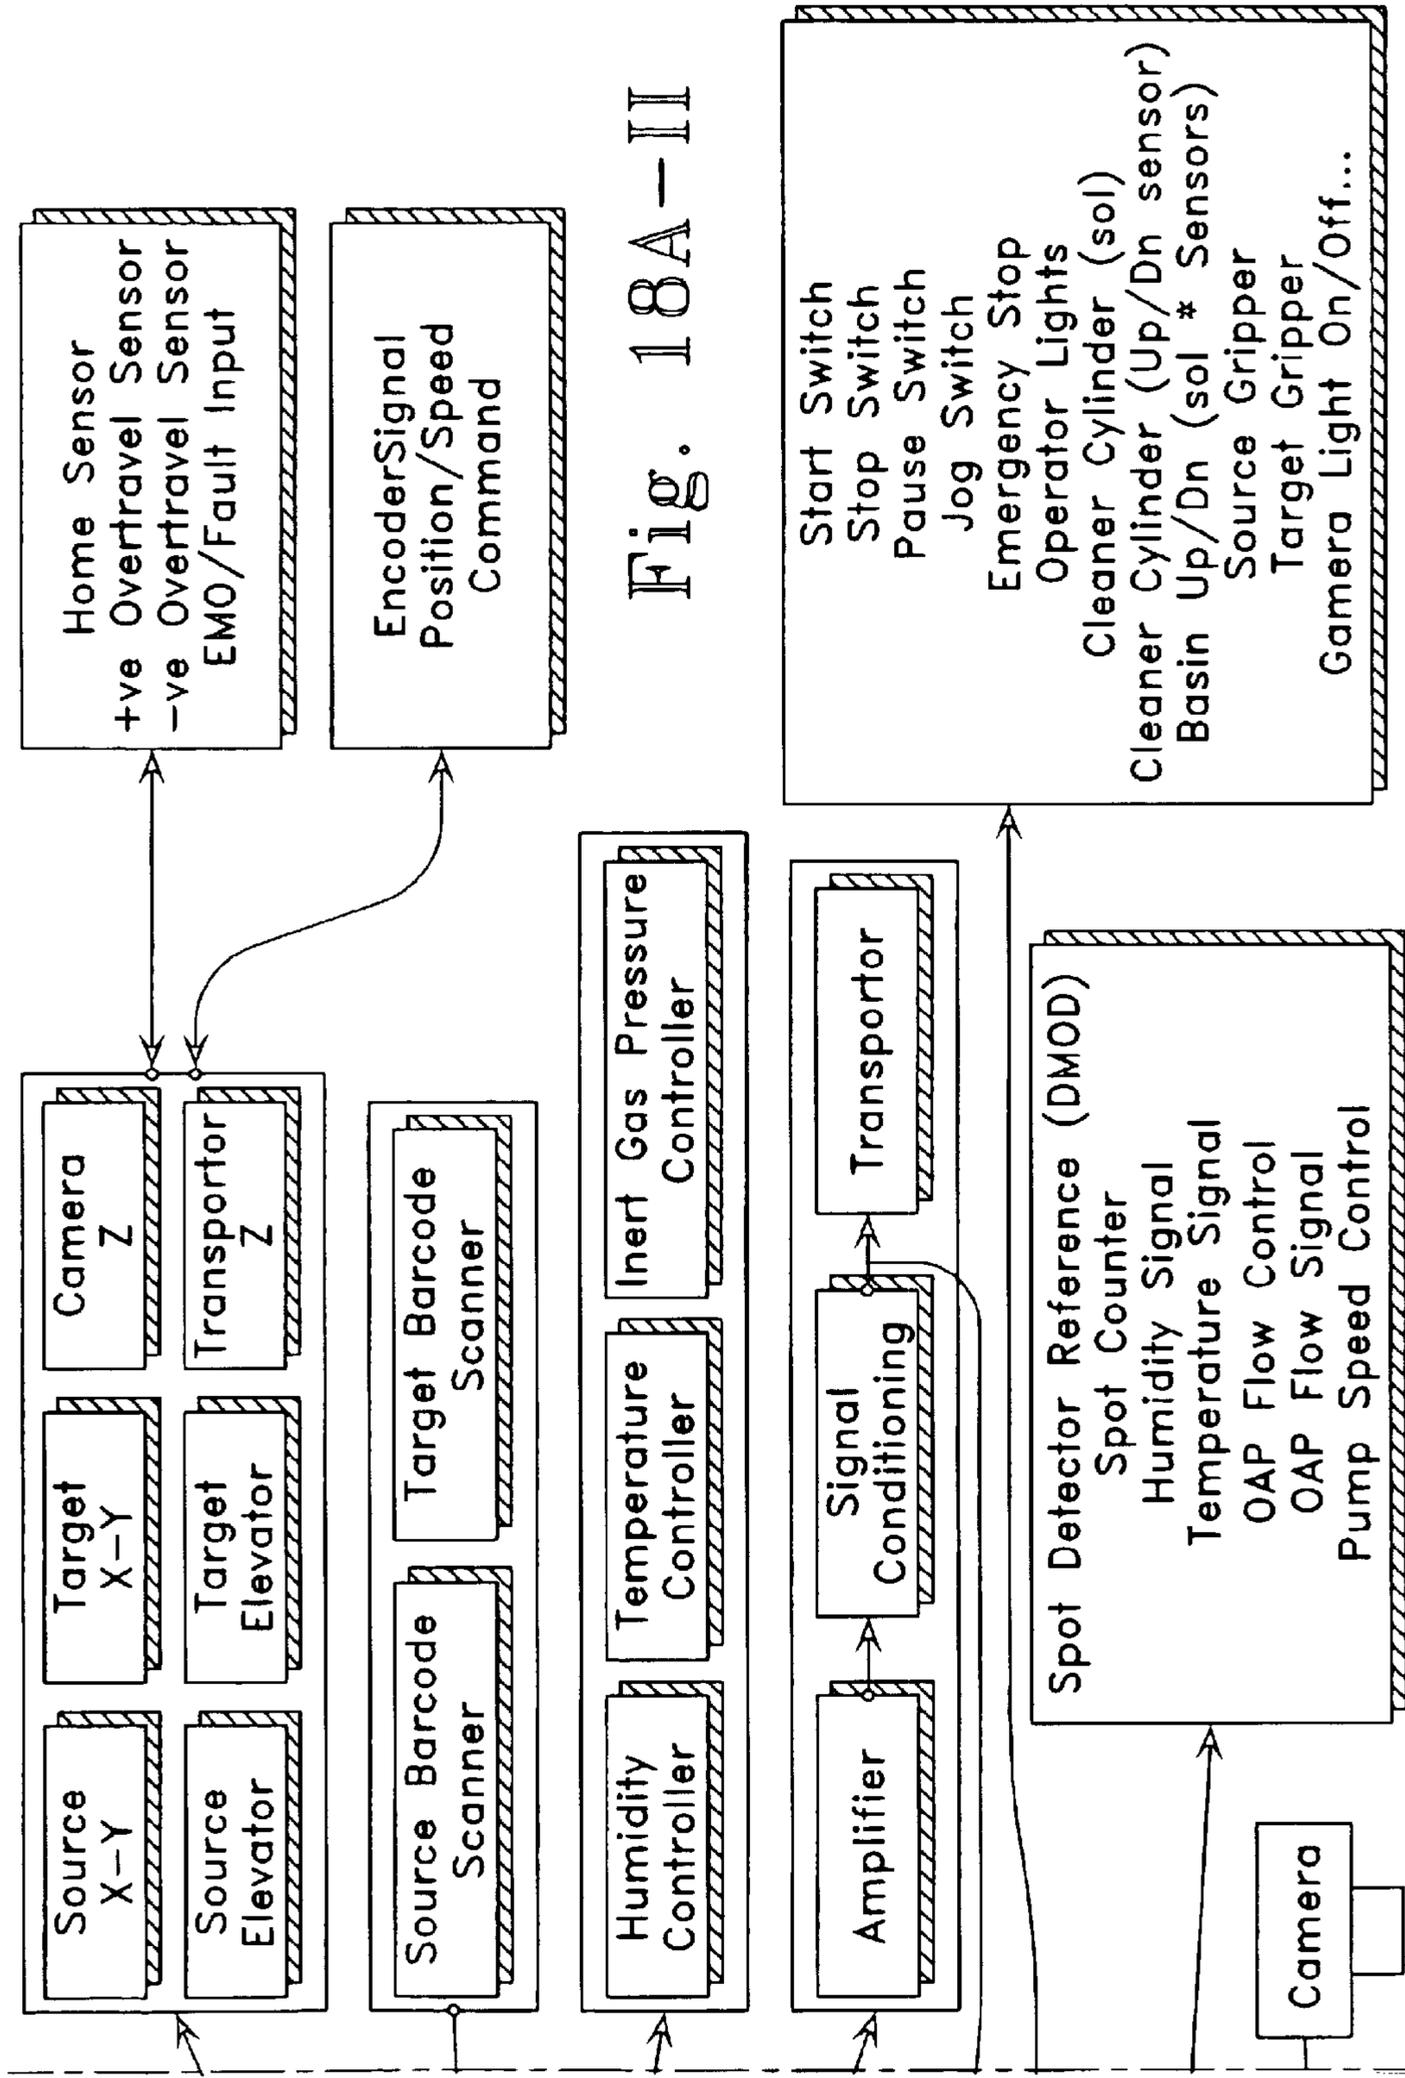 Source
X-Y
Target
X-Y
Camera
Z
Source
Elevator
Target
Elevator
Transportor
Z
Home Sensor
+ve Overtravel Sensor
-ve Overtravel Sensor
EMO/Fault Input
EncoderSignal
Position/Speed
Command
Source Barcode
Scanner
Target Barcode
Scanner
Humidity
Controller
Temperature
Controller
Inert Gas Pressure
Controller
Fig. 18A-II
Amplifier
Signal
Conditioning
Transportor
Start Switch
Stop Switch
Pause Switch
Jog Switch
Emergency Stop
Operator Lights
Cleaner Cylinder (sol)
Cleaner Cylinder (Up/Dn sensor)
Basin Up/Dn (sol * Sensors)
Source Gripper
Target Gripper
Gamera Light On/Off...
Spot Detector Reference (DMOD)
Spot Counter
Humidity Signal
Temperature Signal
OAP Flow Control
OAP Flow Signal
Pump Speed Control
Camera